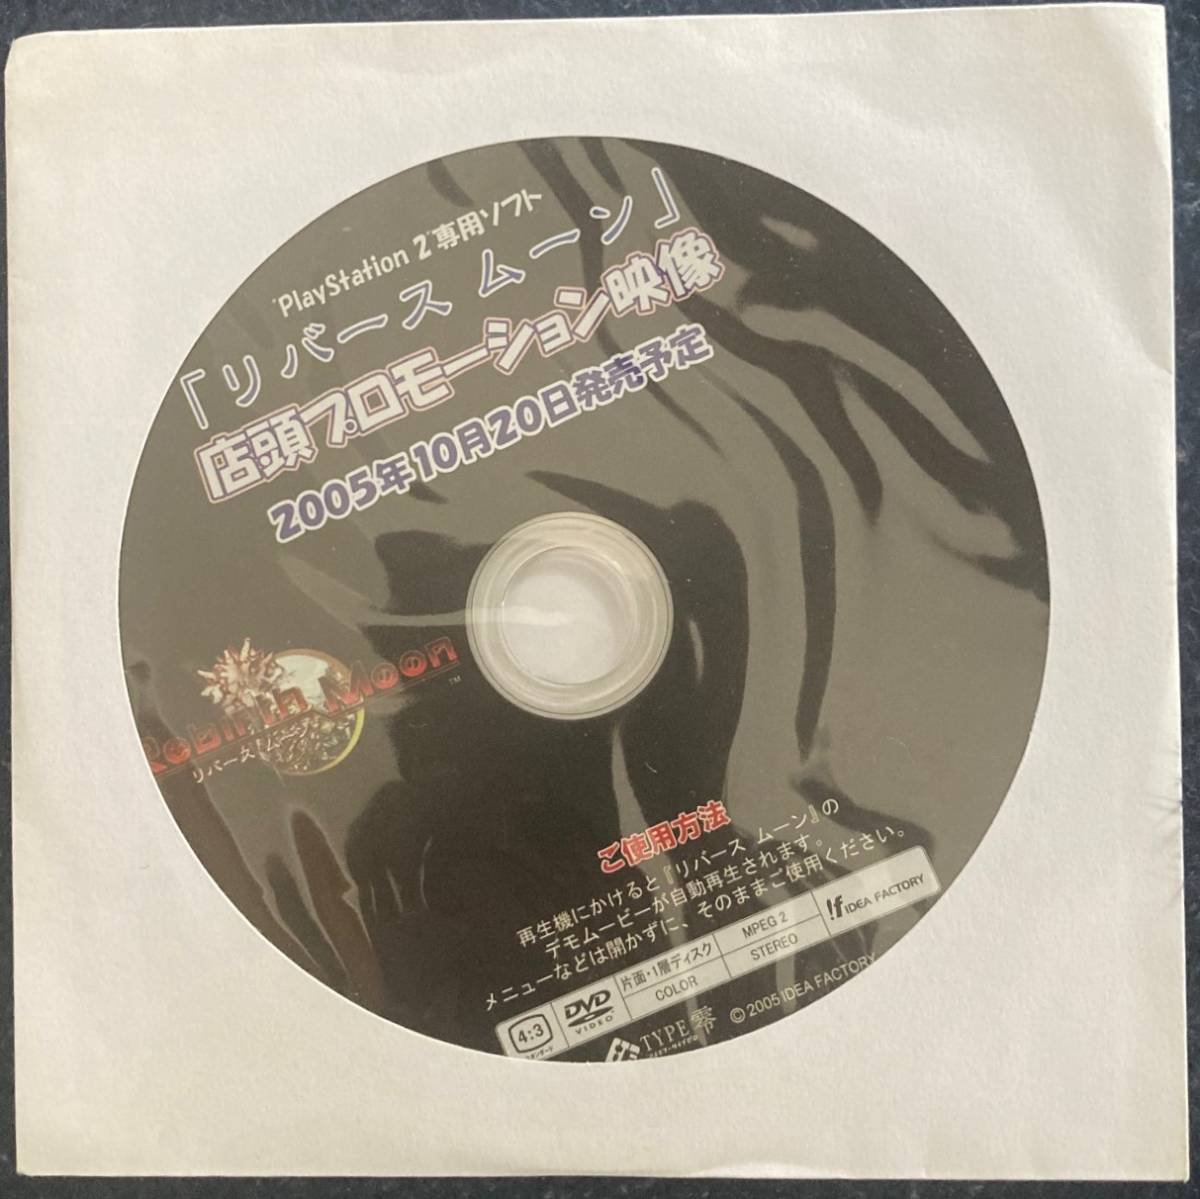 "PlayStation 2"専用ソフト
「リバース ムーン」
店頭プロモーション映像
2005年10月20日発売予定
Rebirth Moon™
リバース ムーン
ご使用方法
再生機にかけると『リバース ムーン』の
デモムービーが自動再生されます。
メニューなどは開かずに、そのままご使用ください。
4:3
DVD
VIDEO
片面・1層ディスク
COLOR
MPEG 2
STEREO
!f IDEA FACTORY
TYPE零
©2005 IDEA FACTORY